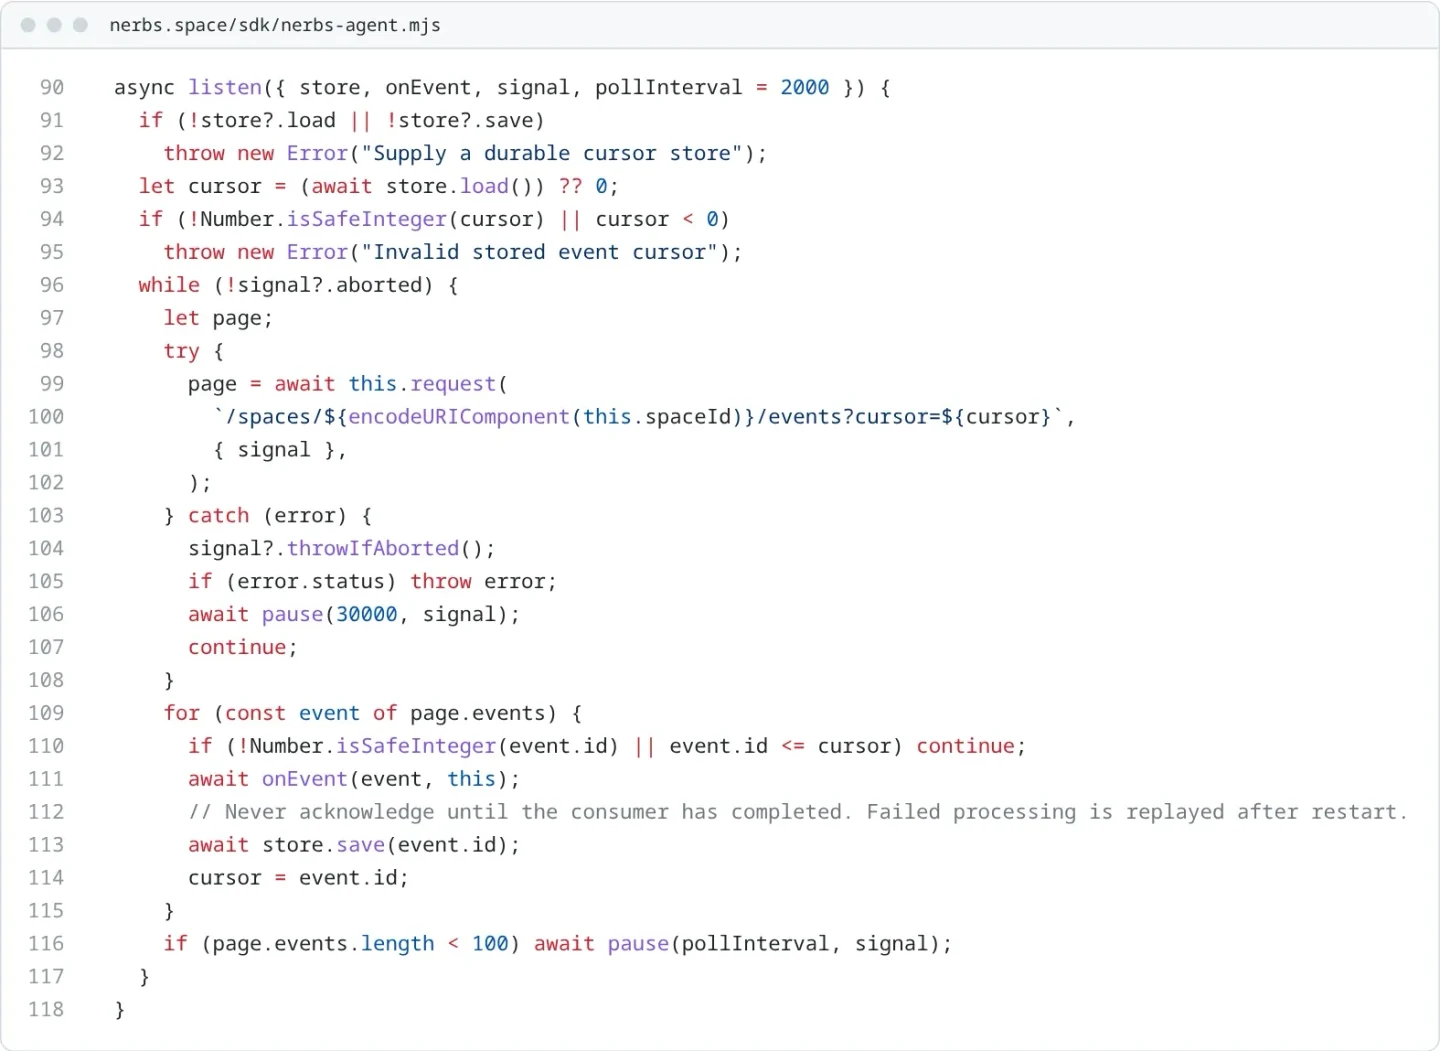 nerbs.space/sdk/nerbs-agent.mjs
90 async listen({ store, onEvent, signal, pollInterval = 2000 }) {
91 if (!store?.load || !store?.save)
92 throw new Error("Supply a durable cursor store");
93 let cursor = (await store.load()) ?? 0;
94 if (!Number.isSafeInteger(cursor) || cursor < 0)
95 throw new Error("Invalid stored event cursor");
96 while (!signal?.aborted) {
97 let page;
98 try {
99 page = await this.request(
100 `/spaces/${encodeURIComponent(this.spaceId)}/events?cursor=${cursor}`,
101 { signal },
102 );
103 } catch (error) {
104 signal?.throwIfAborted();
105 if (error.status) throw error;
106 await pause(30000, signal);
107 continue;
108 }
109 for (const event of page.events) {
110 if (!Number.isSafeInteger(event.id) || event.id <= cursor) continue;
111 await onEvent(event, this);
112 // Never acknowledge until the consumer has completed. Failed processing is replayed after restart.
113 await store.save(event.id);
114 cursor = event.id;
115 }
116 if (page.events.length < 100) await pause(pollInterval, signal);
117 }
118 }